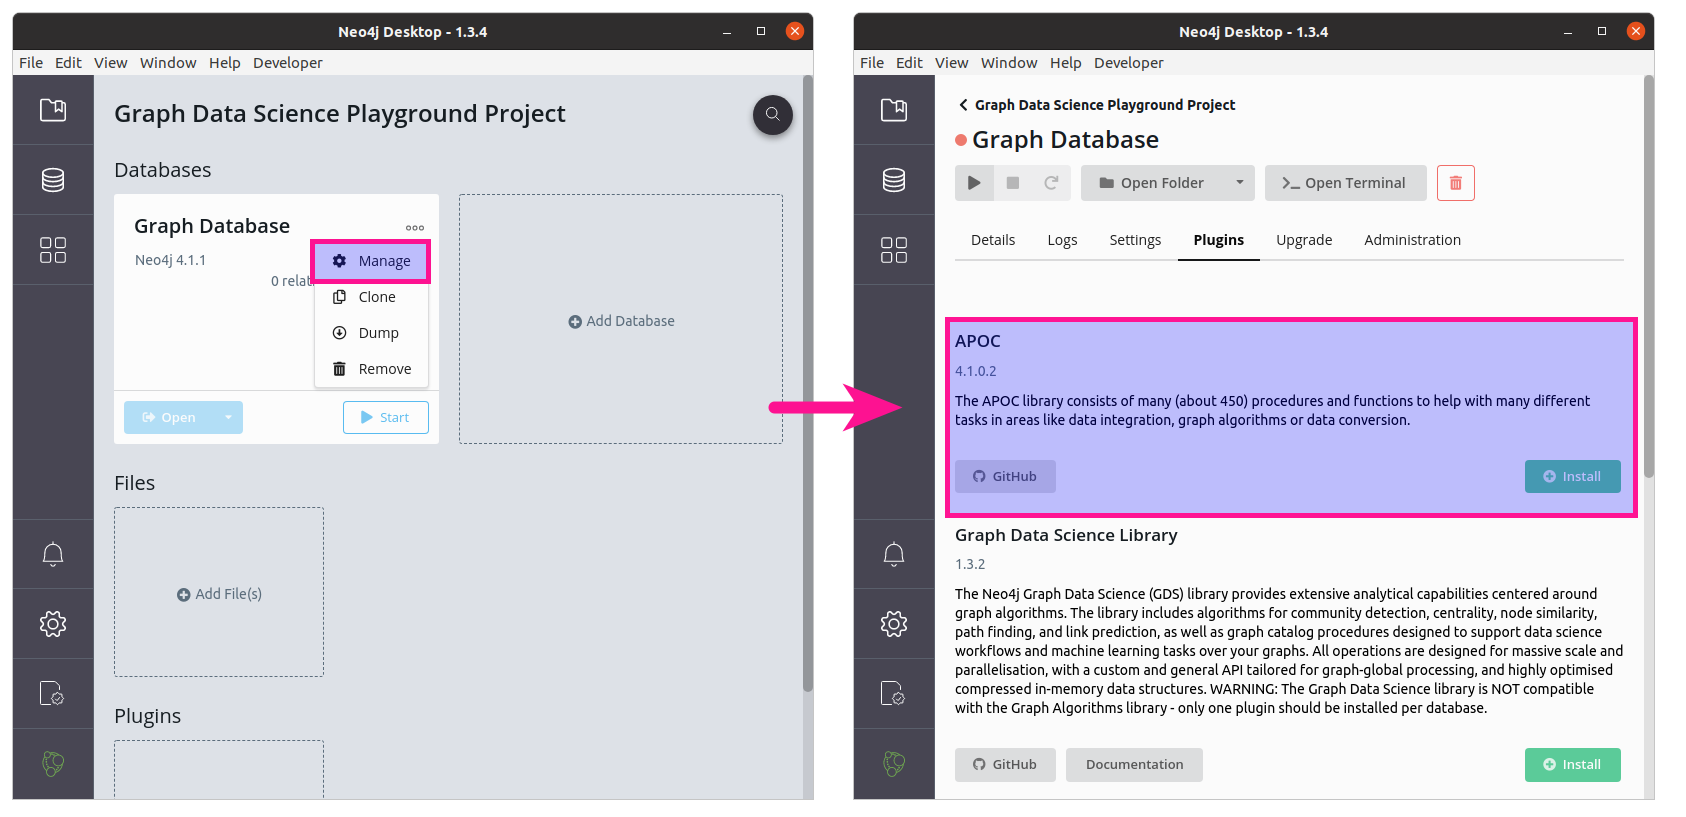 Neo4j Desktop - 1.3.4
File Edit View Window Help Developer
Graph Data Science Playground Project
Databases
Graph Database
Neo4j 4.1.1
0 relat
Manage
Clone
Dump
Remove
Open
Start
Add Database
Files
Add File(s)
Plugins
Neo4j Desktop - 1.3.4
File Edit View Window Help Developer
Graph Data Science Playground Project
Graph Database
Open Folder
Open Terminal
Details Logs Settings Plugins Upgrade Administration
APOC
4.1.0.2
The APOC library consists of many (about 450) procedures and functions to help with many different
tasks in areas like data integration, graph algorithms or data conversion.
GitHub
Install
Graph Data Science Library
1.3.2
The Neo4j Graph Data Science (GDS) library provides extensive analytical capabilities centered around
graph algorithms. The library includes algorithms for community detection, centrality, node similarity,
path finding, and link prediction, as well as graph catalog procedures designed to support data science
workflows and machine learning tasks over your graphs. All operations are designed for massive scale and
parallelisation, with a custom and general API tailored for graph-global processing, and highly optimised
compressed in-memory data structures. WARNING: The Graph Data Science library is NOT compatible
with the Graph Algorithms library - only one plugin should be installed per database.
GitHub
Documentation
Install